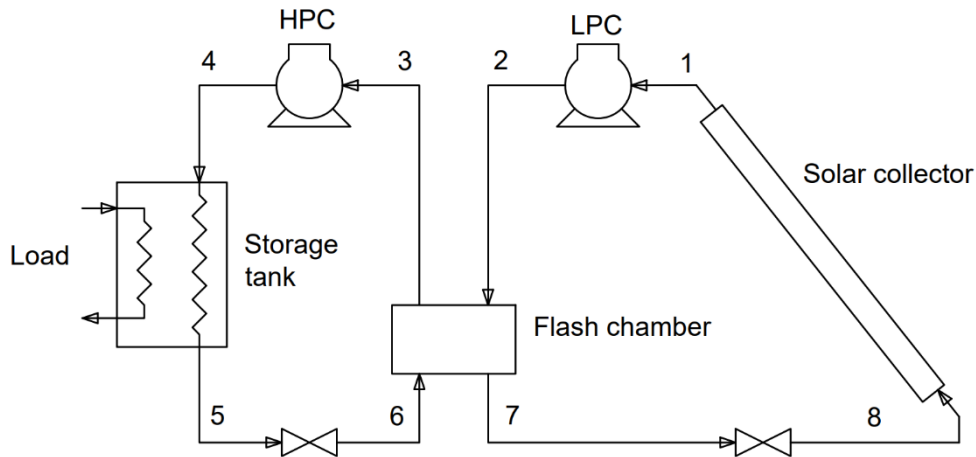 HPC
LPC
4
3
2
1
Solar collector
Load
Storage
tank
Flash chamber
5
6
7
8